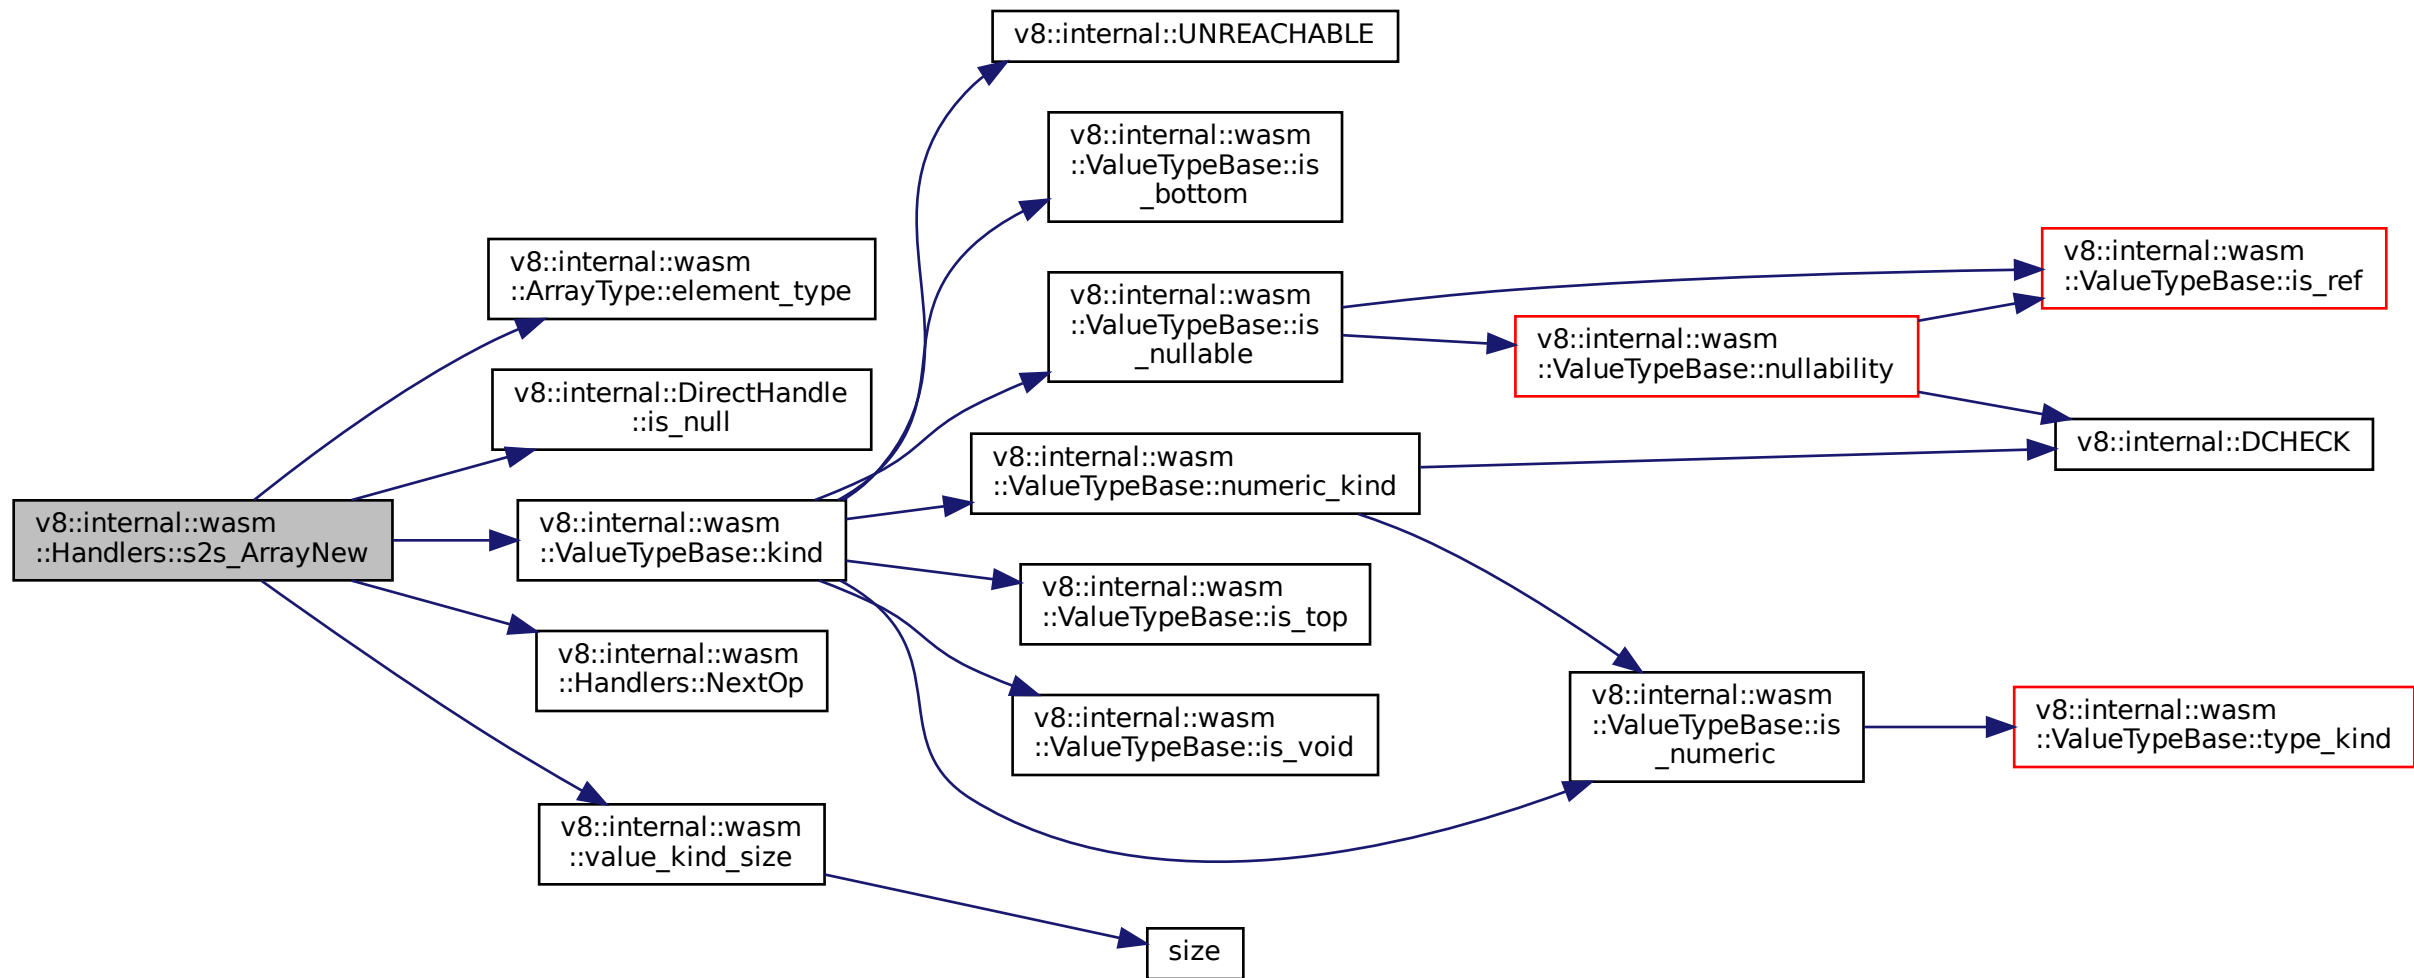 v8::internal::UNREACHABLE
v8::internal::wasm
::ValueTypeBase::is
_bottom
v8::internal::wasm
::ArrayType::element_type
v8::internal::wasm
::ValueTypeBase::is
_nullable
v8::internal::wasm
::ValueTypeBase::is_ref
v8::internal::wasm
::ValueTypeBase::nullability
v8::internal::DirectHandle
::is_null
v8::internal::wasm
::ValueTypeBase::numeric_kind
v8::internal::DCHECK
v8::internal::wasm
::Handlers::s2s_ArrayNew
v8::internal::wasm
::ValueTypeBase::kind
v8::internal::wasm
::ValueTypeBase::is_top
v8::internal::wasm
::Handlers::NextOp
v8::internal::wasm
::ValueTypeBase::is_void
v8::internal::wasm
::ValueTypeBase::is
_numeric
v8::internal::wasm
::ValueTypeBase::type_kind
v8::internal::wasm
::value_kind_size
size